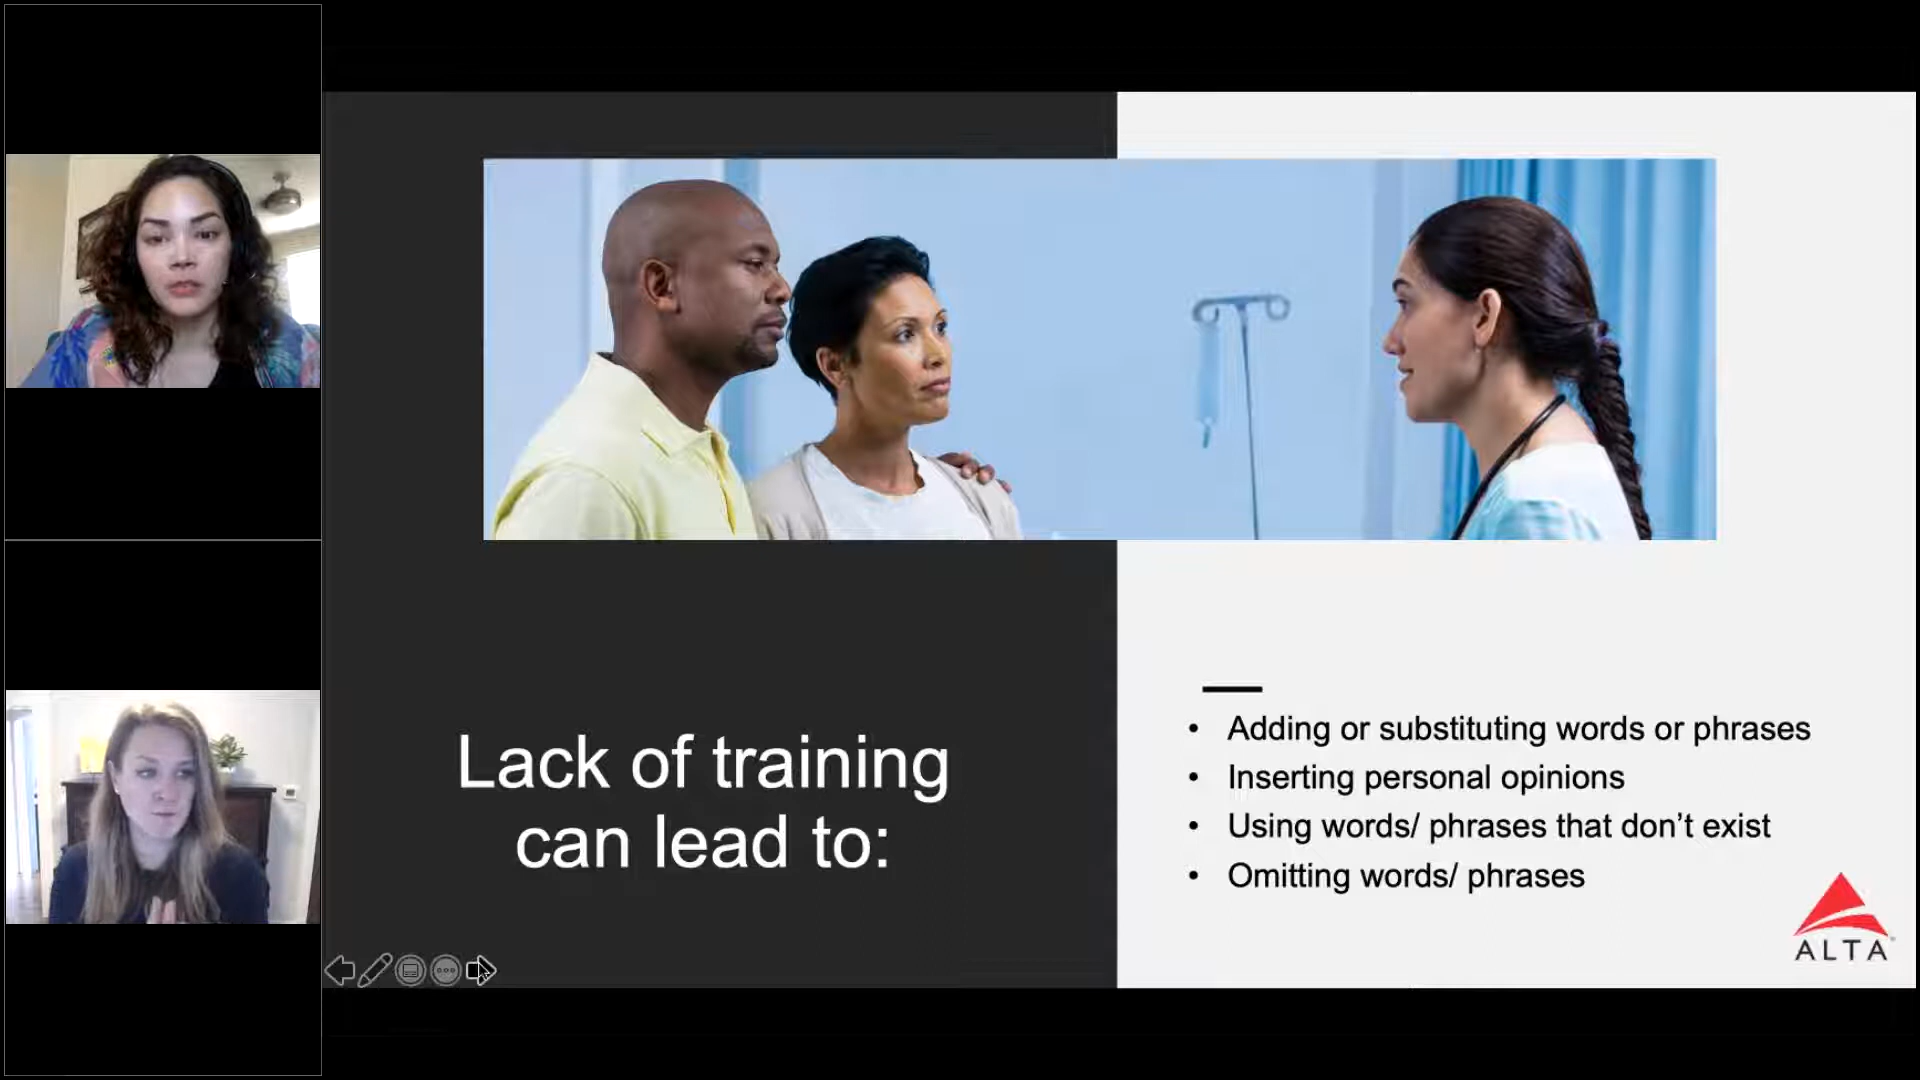 Lack of training
can lead to:
• Adding or substituting words or phrases
• Inserting personal opinions
• Using words/ phrases that don’t exist
• Omitting words/ phrases
ALTA